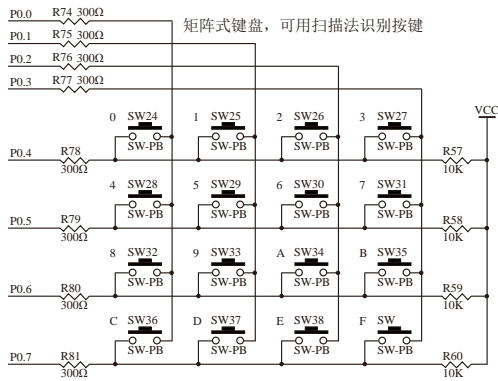 P0.0 R74 300Ω
P0.1 R75 300Ω
矩阵式键盘，可用扫描法识别按键
P0.2 R76 300Ω
P0.3 R77 300Ω
VCC
0 SW24 1 SW25 2 SW26 3 SW27
SW-PB SW-PB SW-PB SW-PB
P0.4 R78 R57
300Ω 10K
4 SW28 5 SW29 6 SW30 7 SW31
SW-PB SW-PB SW-PB SW-PB
P0.5 R79 R58
300Ω 10K
8 SW32 9 SW33 A SW34 B SW35
SW-PB SW-PB SW-PB SW-PB
P0.6 R80 R59
300Ω 10K
C SW36 D SW37 E SW38 F SW
SW-PB SW-PB SW-PB SW-PB
P0.7 R81 R60
300Ω 10K